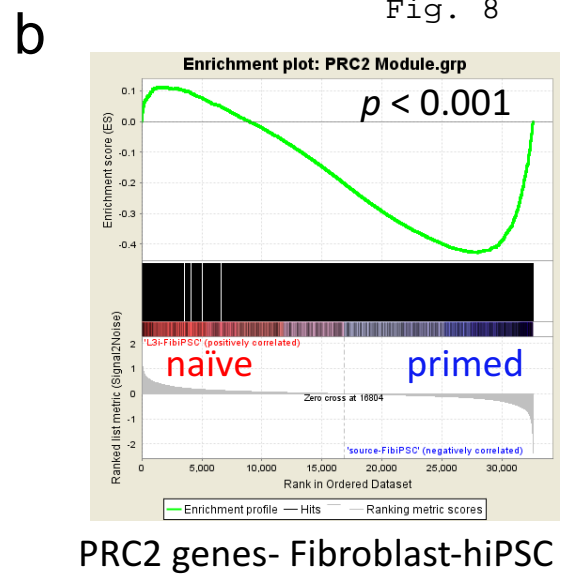 Fig. 8
b
Enrichment plot: PRC2 Module.grp
p < 0.001
Enrichment score (ES)
0.1
0.0
-0.1
-0.2
-0.3
-0.4
'L3i-FibiPSC' (positively correlated)
naïve
primed
Ranked list metric (Signal2Noise)
2
1
0
-1
-2
Zero cross at 16804
'source-FibiPSC' (negatively correlated)
0 5,000 10,000 15,000 20,000 25,000 30,000
Rank in Ordered Dataset
Enrichment profile Hits Ranking metric scores
PRC2 genes- Fibroblast-hiPSC